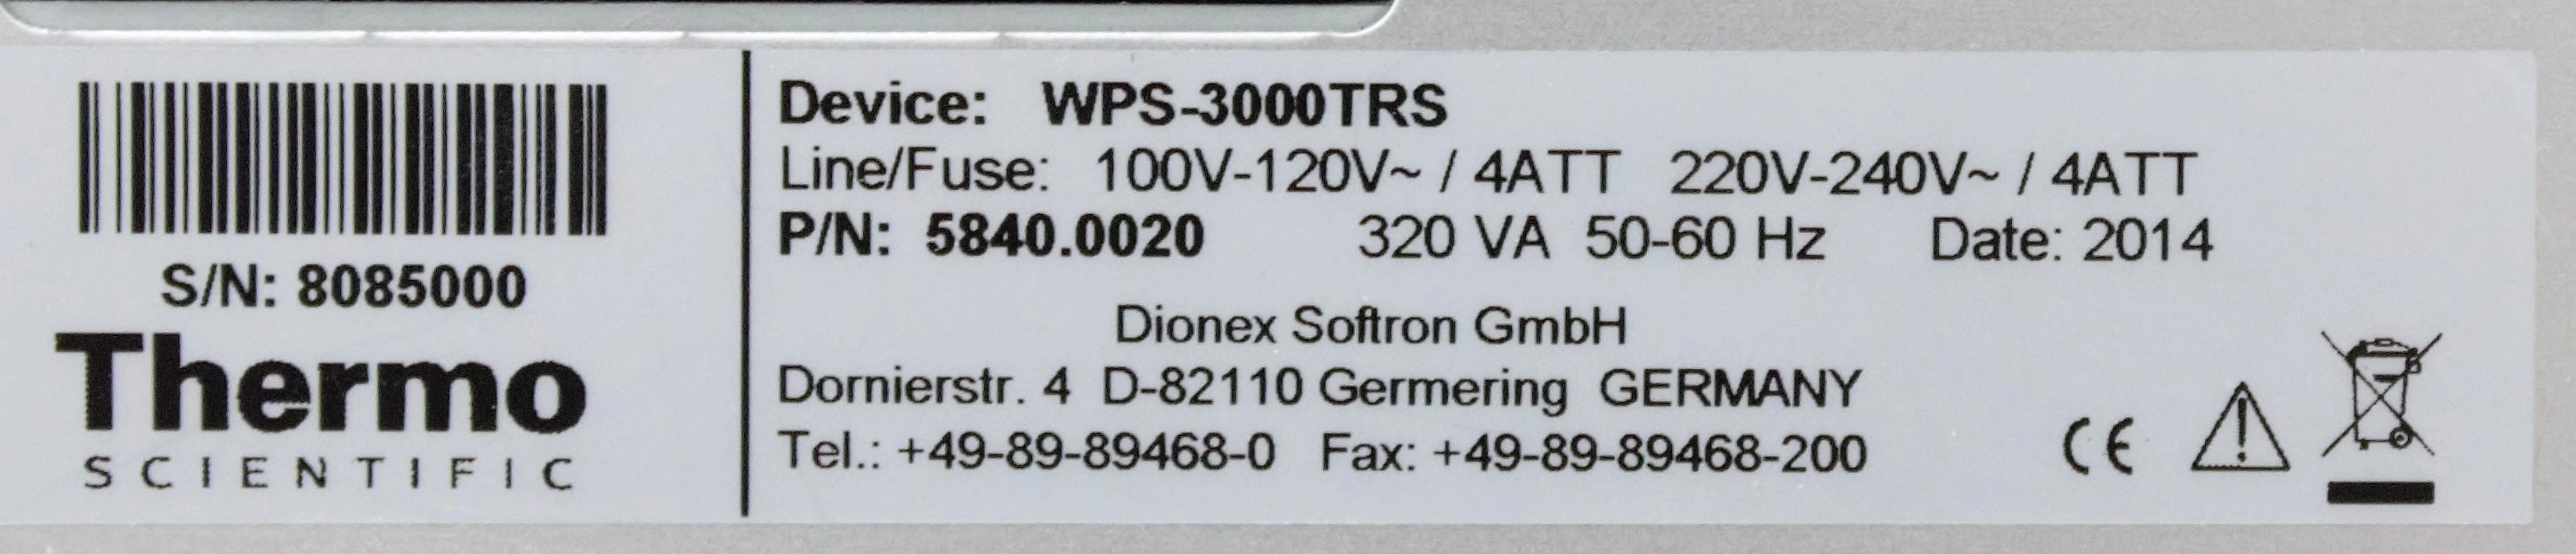 S/N: 8085000
Thermo
SCIENTIFIC
Device: WPS-3000TRS
Line/Fuse: 100V-120V~ / 4ATT 220V-240V~ / 4ATT
P/N: 5840.0020 320 VA 50-60 Hz Date: 2014
Dionex Softron GmbH
Dornierstr. 4 D-82110 Germering GERMANY
Tel.: +49-89-89468-0 Fax: +49-89-89468-200
CE